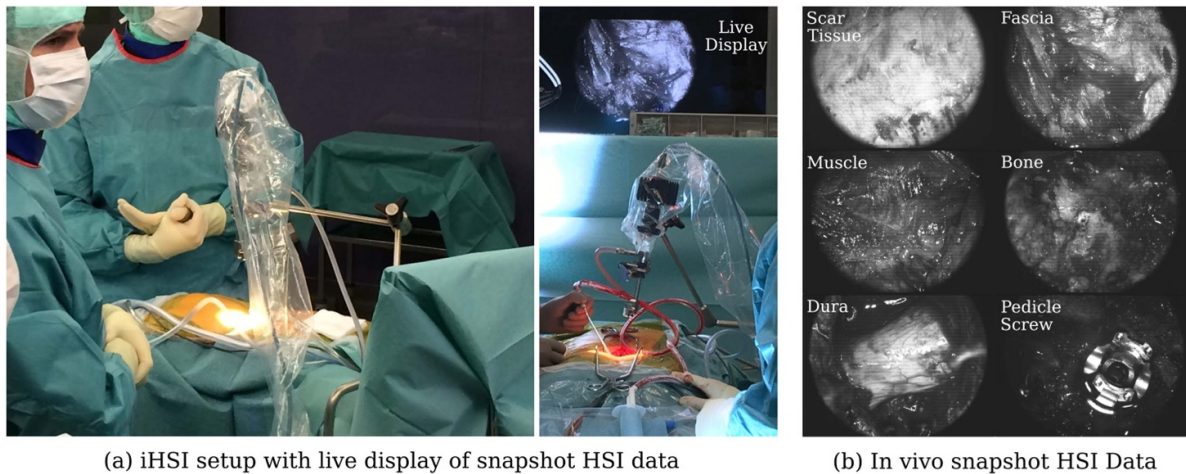 Live
Display
Scar
Tissue
Fascia
Muscle
Bone
Dura
Pedicle
Screw
(a) iHSI setup with live display of snapshot HSI data
(b) In vivo snapshot HSI Data